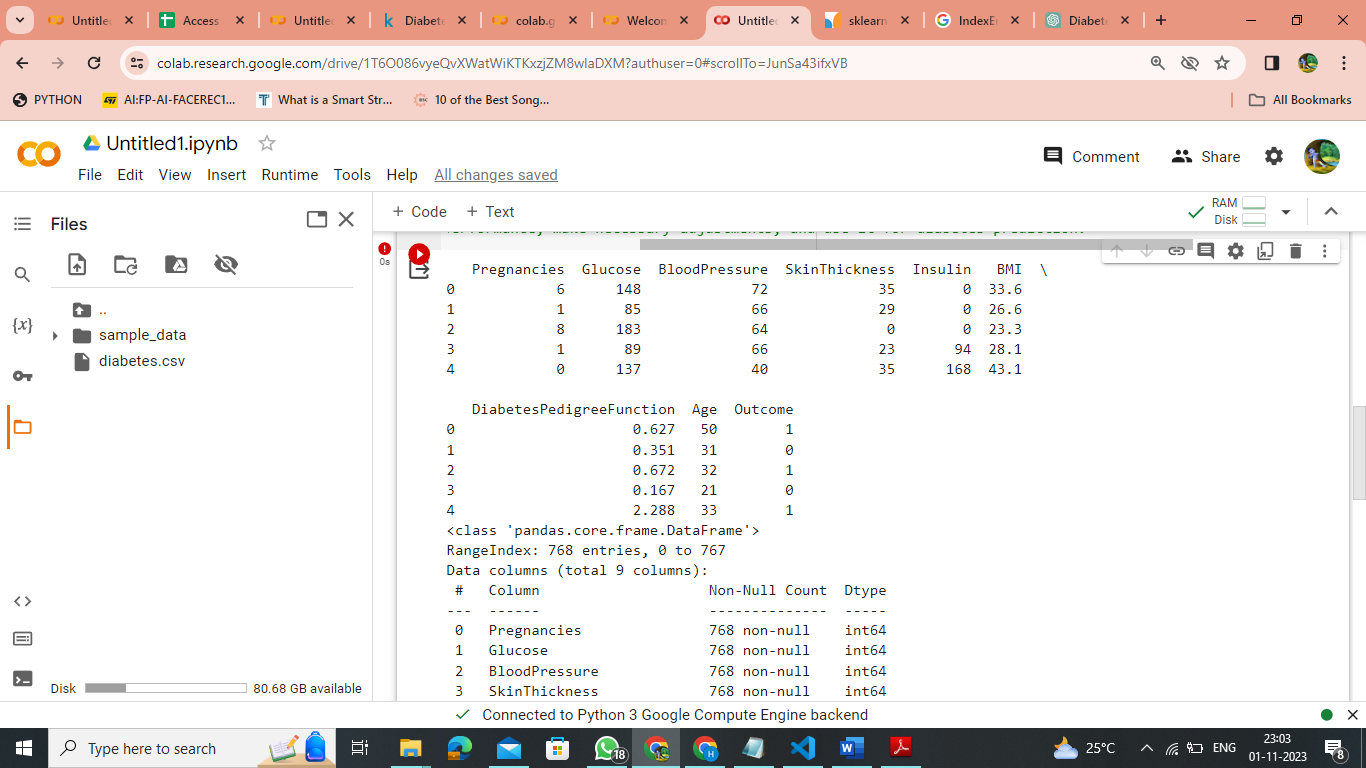 Untitle
Access
Untitle
Diabet
colab.g
Welcon
Untitle
sklearn
IndexE
Diabet
colab.research.google.com/drive/1T6O086vyeQvXWatWiKTKxzjZM8wlaDXM?authuser=0#scrollTo=JunSa43ifxVB
PYTHON
AI:FP-AI-FACEREC1...
What is a Smart Str...
10 of the Best Song...
All Bookmarks
Untitled1.ipynb
Comment
Share
File Edit View Insert Runtime Tools Help All changes saved
Files
+ Code + Text
RAM
Disk
..
sample_data
diabetes.csv
{x}
Disk 80.68 GB available
0s
Pregnancies Glucose BloodPressure SkinThickness Insulin BMI \
0 6 148 72 35 0 33.6
1 1 85 66 29 0 26.6
2 8 183 64 0 0 23.3
3 1 89 66 23 94 28.1
4 0 137 40 35 168 43.1
DiabetesPedigreeFunction Age Outcome
0 0.627 50 1
1 0.351 31 0
2 0.672 32 1
3 0.167 21 0
4 2.288 33 1
<class 'pandas.core.frame.DataFrame'>
RangeIndex: 768 entries, 0 to 767
Data columns (total 9 columns):
# Column Non-Null Count Dtype
--- ------ -------------- -----
0 Pregnancies 768 non-null int64
1 Glucose 768 non-null int64
2 BloodPressure 768 non-null int64
3 SkinThickness 768 non-null int64
Connected to Python 3 Google Compute Engine backend
Type here to search
18
25°C
ENG
23:03
01-11-2023
8